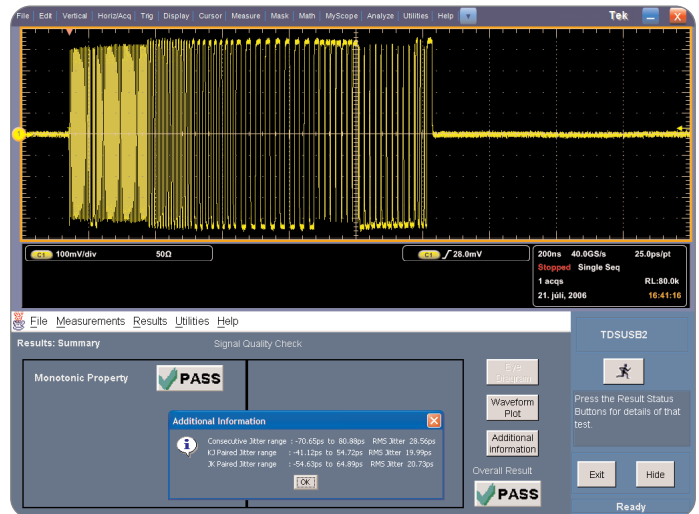 File Edit Vertical Horiz/Acq Trig Display Cursor Measure Mask Math MyScope Analyze Utilities Help Tek
1
C1 100mV/div 50Ω
C1 28.0mV
200ns 40.0GS/s 25.0ps/pt
Stopped Single Seq
1 acqs RL:80.0k
21. júli, 2006 16:41:16
File Measurements Results Utilities Help
Results: Summary Signal Quality Check
TDSUSB2
Monotonic Property PASS
Eye Diagram
Waveform Plot
Additional information
Press the Result Status
Buttons for details of that
test.
Additional Information
Consecutive Jitter range : -70.65ps to 80.88ps RMS Jitter 28.56ps
KJ Paired Jitter range : -41.12ps to 54.72ps RMS Jitter 19.99ps
JK Paired Jitter range : -54.63ps to 64.89ps RMS Jitter 20.73ps
OK
Overall Result
PASS
Exit Hide
Ready